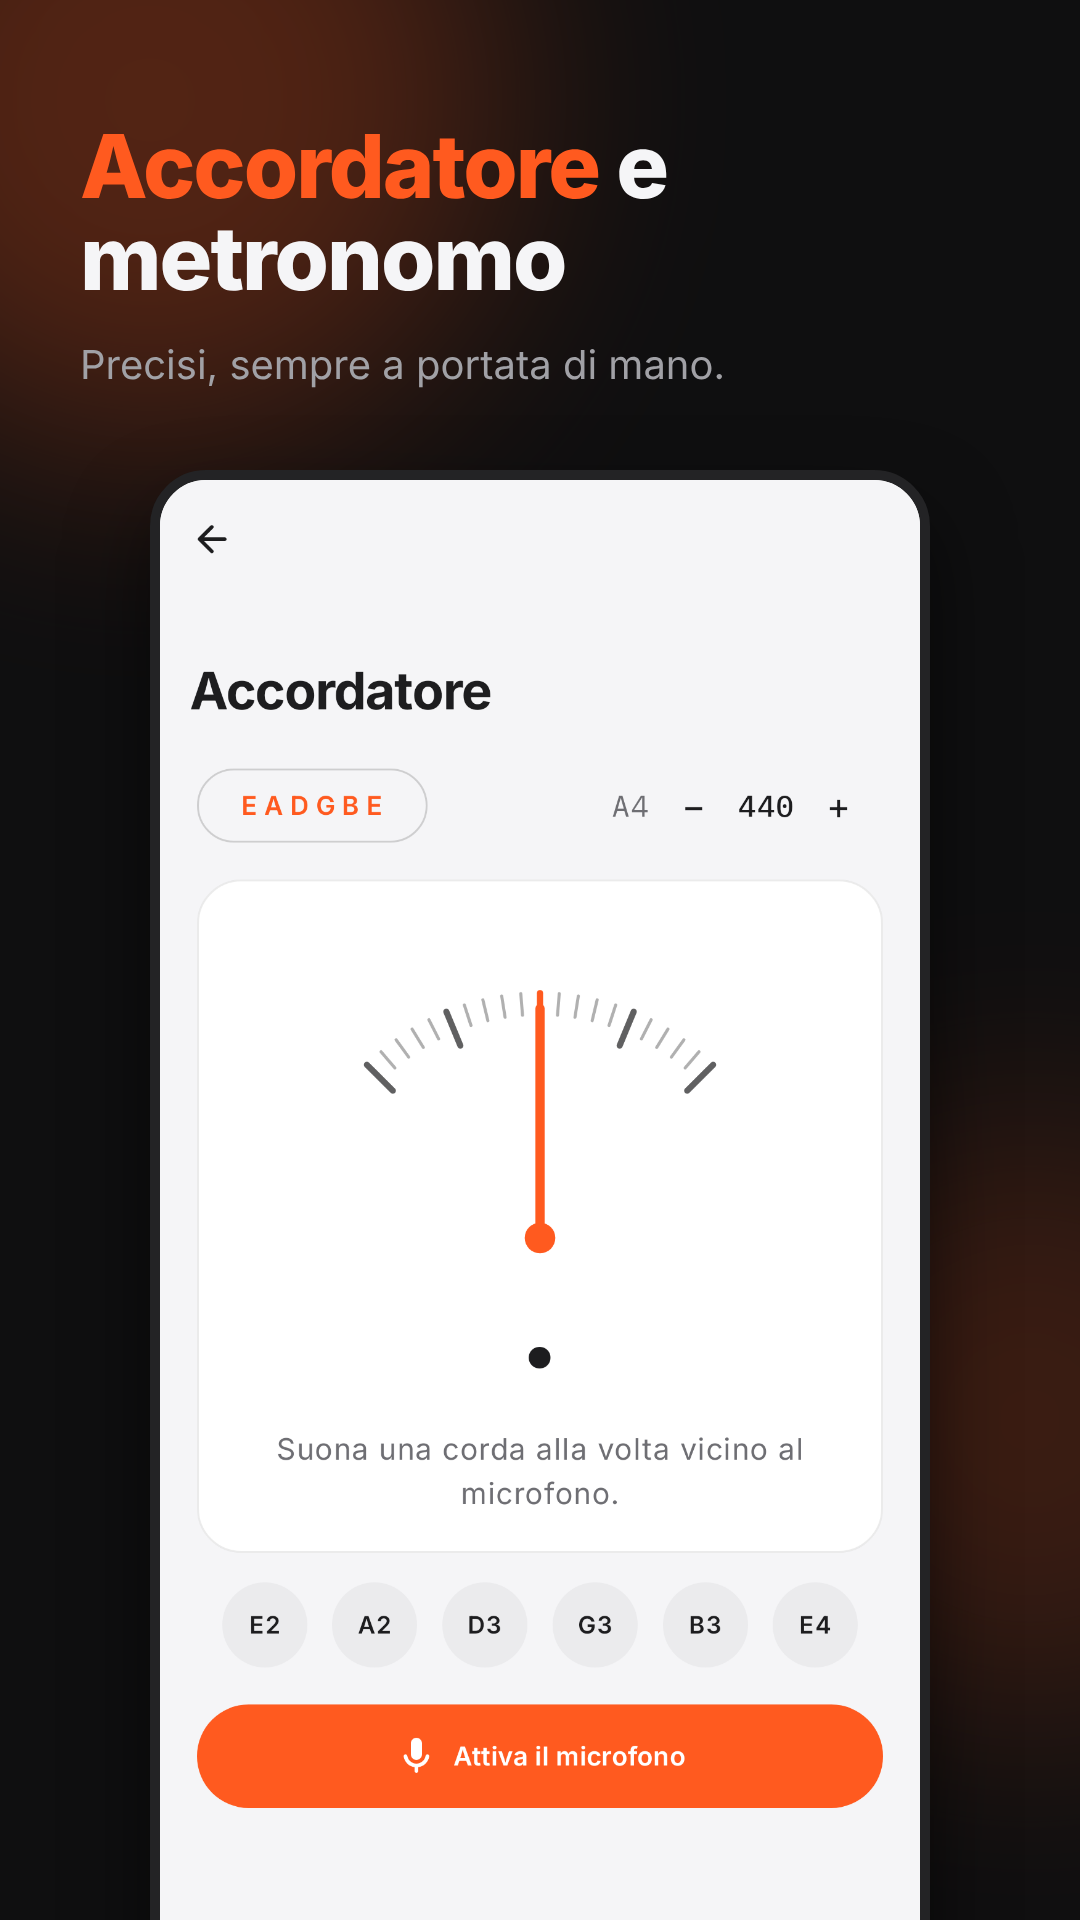 Accordatore e
metronomo
Precisi, sempre a portata di mano.
Accordatore
E A D G B E
A4 − 440 +
Suona una corda alla volta vicino al
microfono.
E2 A2 D3 G3 B3 E4
Attiva il microfono